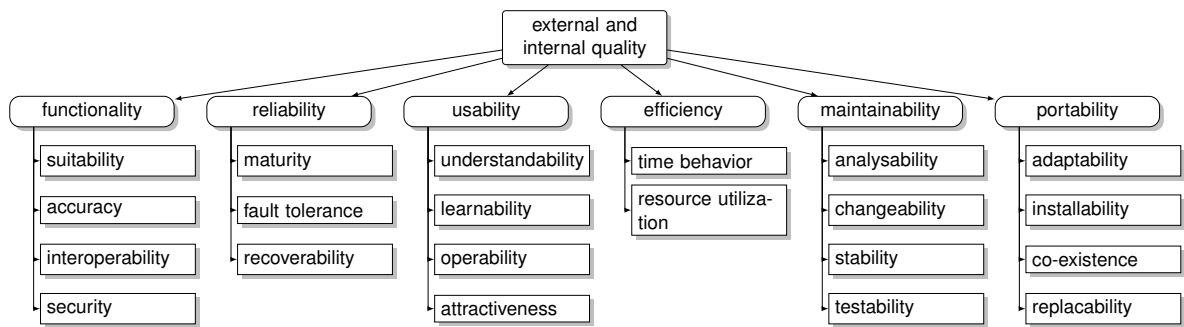 external and
internal quality
functionality
reliability
usability
efficiency
maintainability
portability
suitability
accuracy
interoperability
security
maturity
fault tolerance
recoverability
understandability
learnability
operability
attractiveness
time behavior
resource utiliza-
tion
analysability
changeability
stability
testability
adaptability
installability
co-existence
replacability